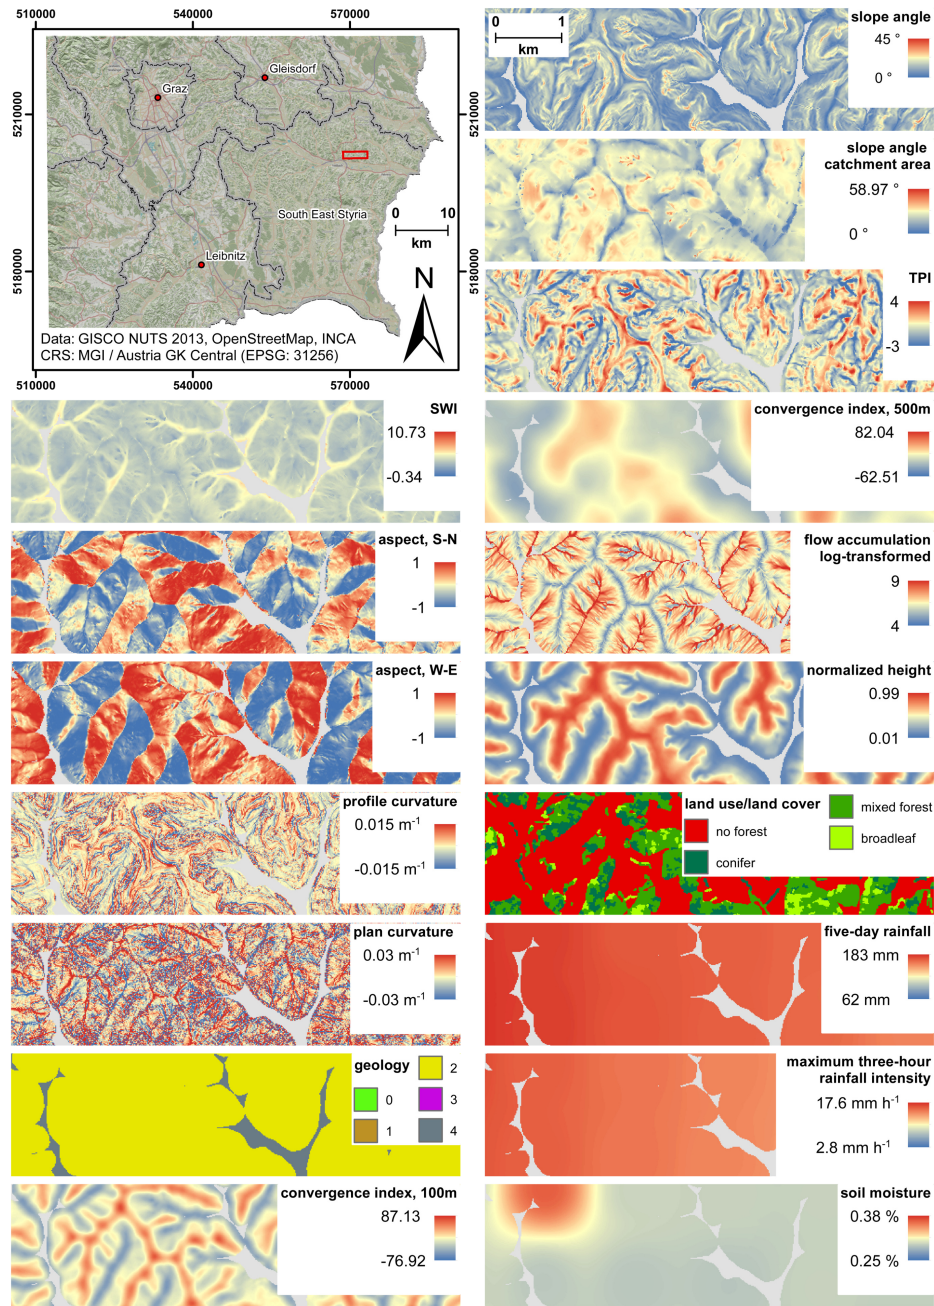 510000 540000 570000
5210000
5180000
Graz
Gleisdorf
South East Styria
Leibnitz
0 10
km
N
Data: GISCO NUTS 2013, OpenStreetMap, INCA
CRS: MGI / Austria GK Central (EPSG: 31256)
5210000
5180000
510000 540000 570000
0 1
km
slope angle
45 °
0 °
slope angle
catchment area
58.97 °
0 °
TPI
4
-3
SWI
10.73
-0.34
convergence index, 500m
82.04
-62.51
aspect, S-N
1
-1
flow accumulation
log-transformed
9
4
aspect, W-E
1
-1
normalized height
0.99
0.01
profile curvature
0.015 m-1
-0.015 m-1
land use/land cover
no forest
conifer
mixed forest
broadleaf
plan curvature
0.03 m-1
-0.03 m-1
five-day rainfall
183 mm
62 mm
geology
0
1
2
3
4
maximum three-hour
rainfall intensity
17.6 mm h-1
2.8 mm h-1
convergence index, 100m
87.13
-76.92
soil moisture
0.38 %
0.25 %